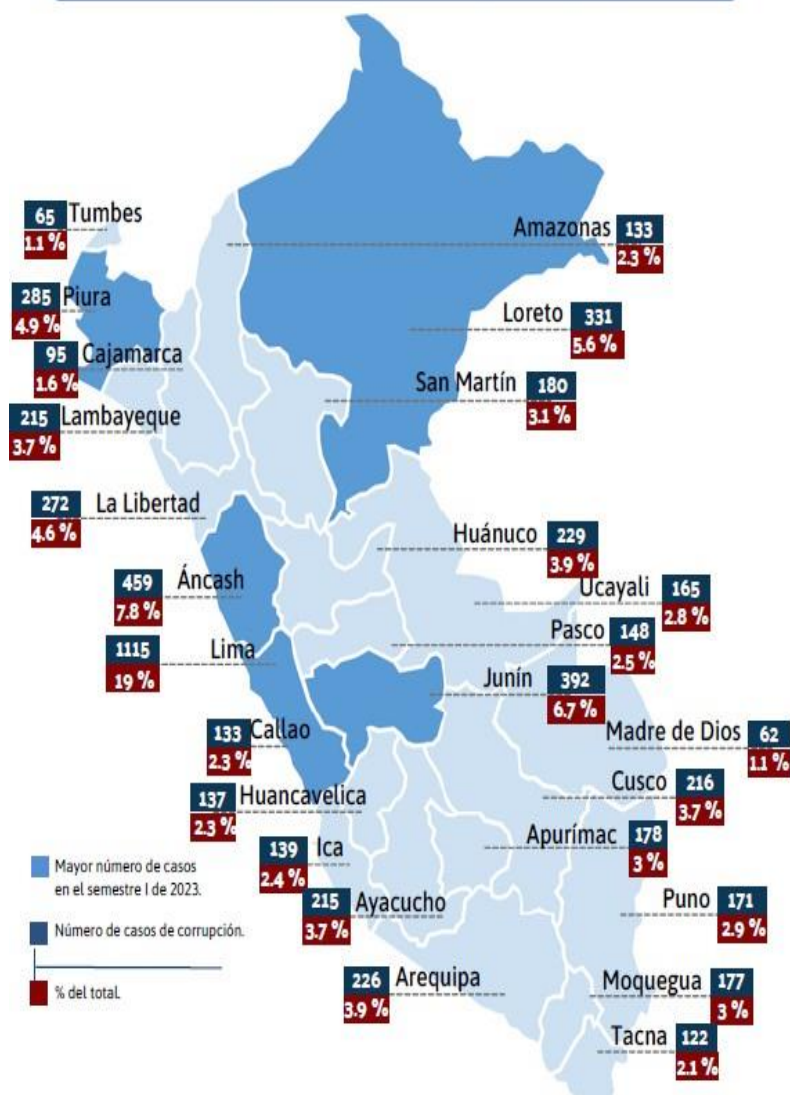 Tumbes
65
1.1 %
Amazonas
133
2.3 %
Piura
285
4.9 %
Loreto
331
5.6 %
Cajamarca
95
1.6 %
San Martín
180
3.1 %
Lambayeque
215
3.7 %
La Libertad
272
4.6 %
Huánuco
229
3.9 %
Áncash
459
7.8 %
Ucayali
165
2.8 %
Lima
1115
19 %
Pasco
148
2.5 %
Junín
392
6.7 %
Callao
133
2.3 %
Madre de Dios
62
1.1 %
Huancavelica
137
2.3 %
Cusco
216
3.7 %
Ica
139
2.4 %
Apurímac
178
3 %
Ayacucho
215
3.7 %
Puno
171
2.9 %
Arequipa
226
3.9 %
Moquegua
177
3 %
Tacna
122
2.1 %
Mayor número de casos
en el semestre I de 2023.
Número de casos de corrupción.
% del total.